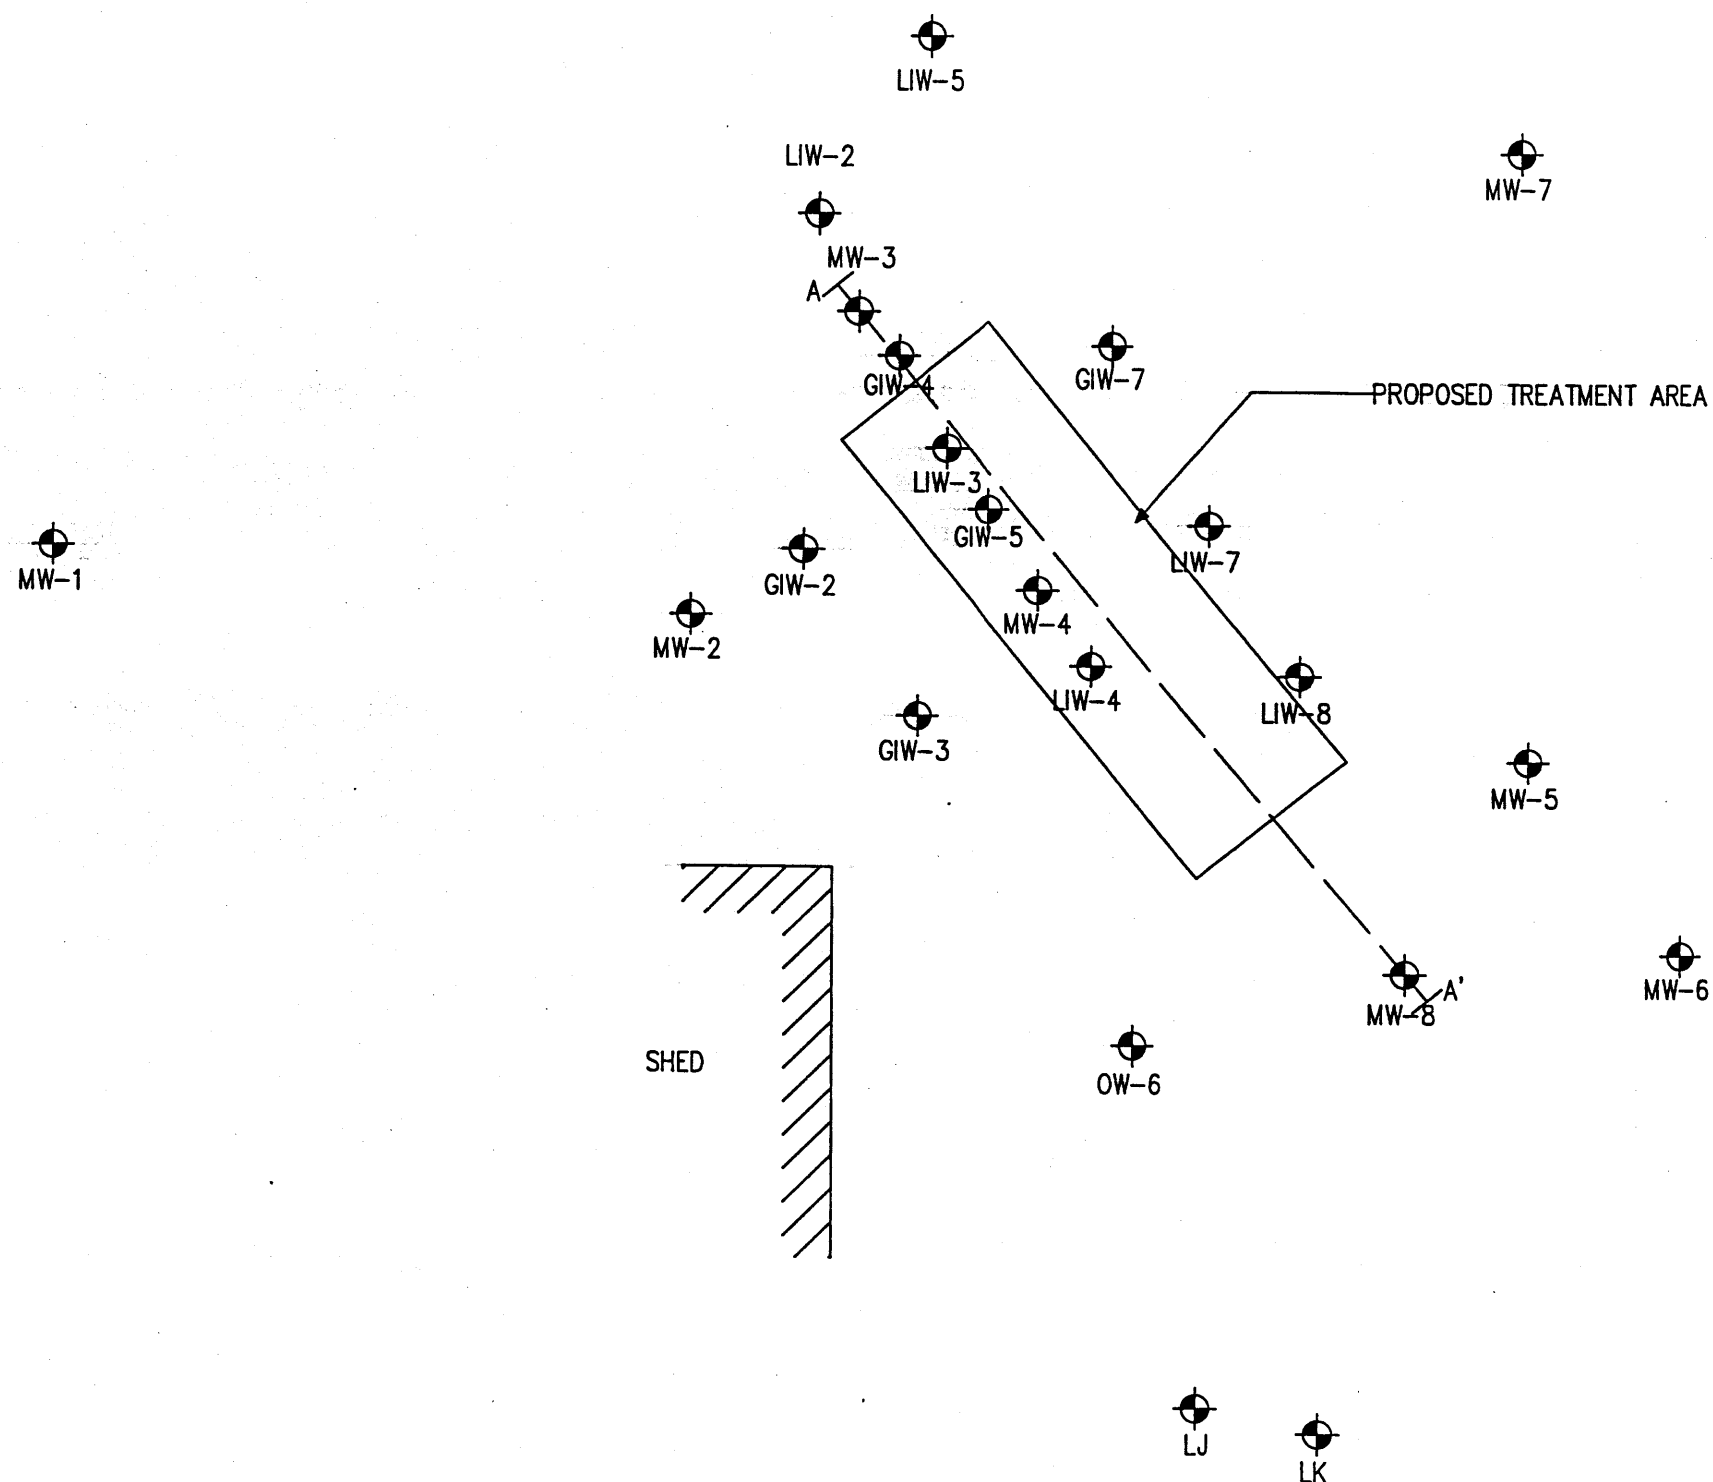 LIW-5
LIW-2
MW-7
MW-3
A
GIW-4
GIW-7
PROPOSED TREATMENT AREA
LIW-3
GIW-5
LIW-7
MW-1
GIW-2
MW-4
MW-2
LIW-4
LIW-8
GIW-3
MW-5
MW-6
A'
MW-8
SHED
OW-6
LJ
LK